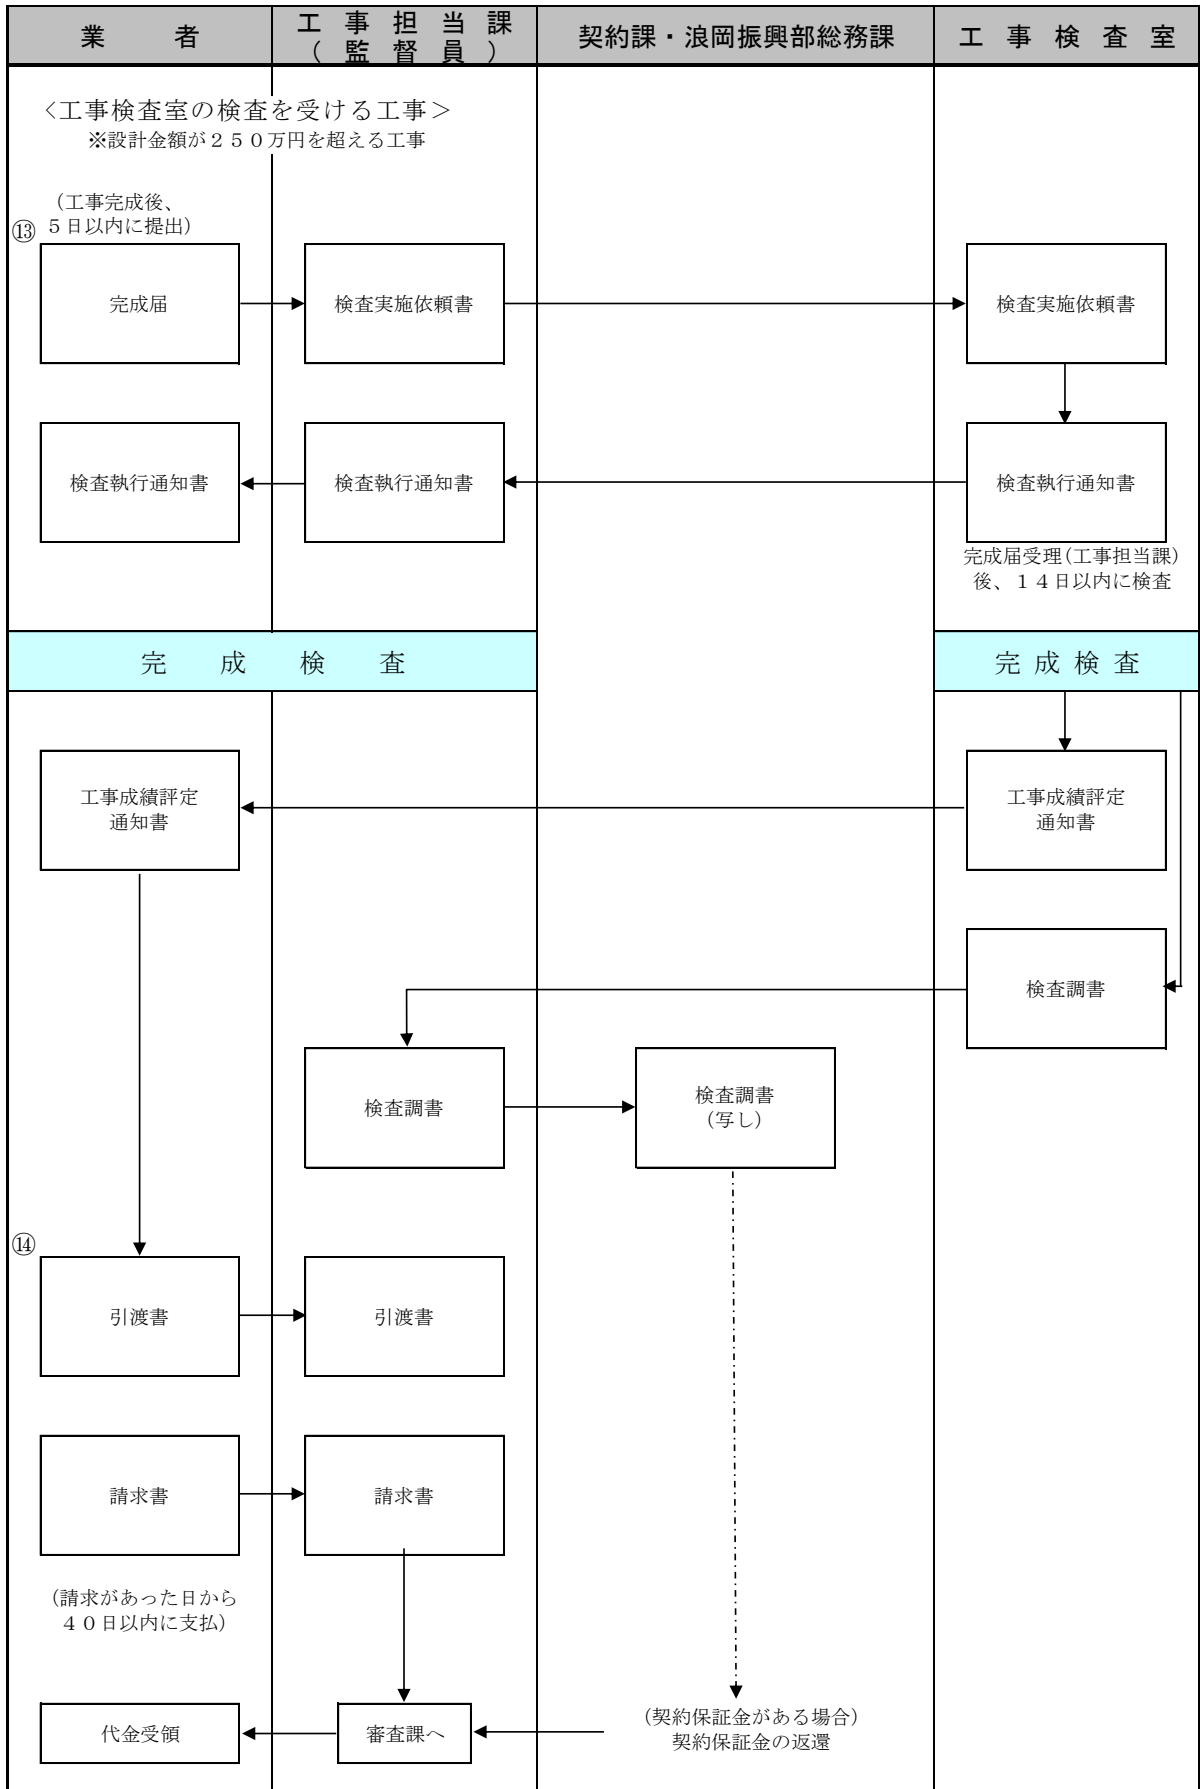 業　　者
工　事　担　当　課
（　監　督　員　）
契約課・浪岡振興部総務課
工　事　検　査　室
＜工事検査室の検査を受ける工事＞
※設計金額が２５０万円を超える工事
（工事完成後、
５日以内に提出）
⑬
完成届
検査実施依頼書
検査実施依頼書
検査執行通知書
検査執行通知書
検査執行通知書
完成届受理（工事担当課）
後、１４日以内に検査
完　　成　　検　　査
完 成 検 査
工事成績評定
通知書
工事成績評定
通知書
検査調書
検査調書
検査調書
（写し）
⑭
引渡書
引渡書
請求書
請求書
（請求があった日から
４０日以内に支払）
代金受領
審査課へ
（契約保証金がある場合）
契約保証金の返還